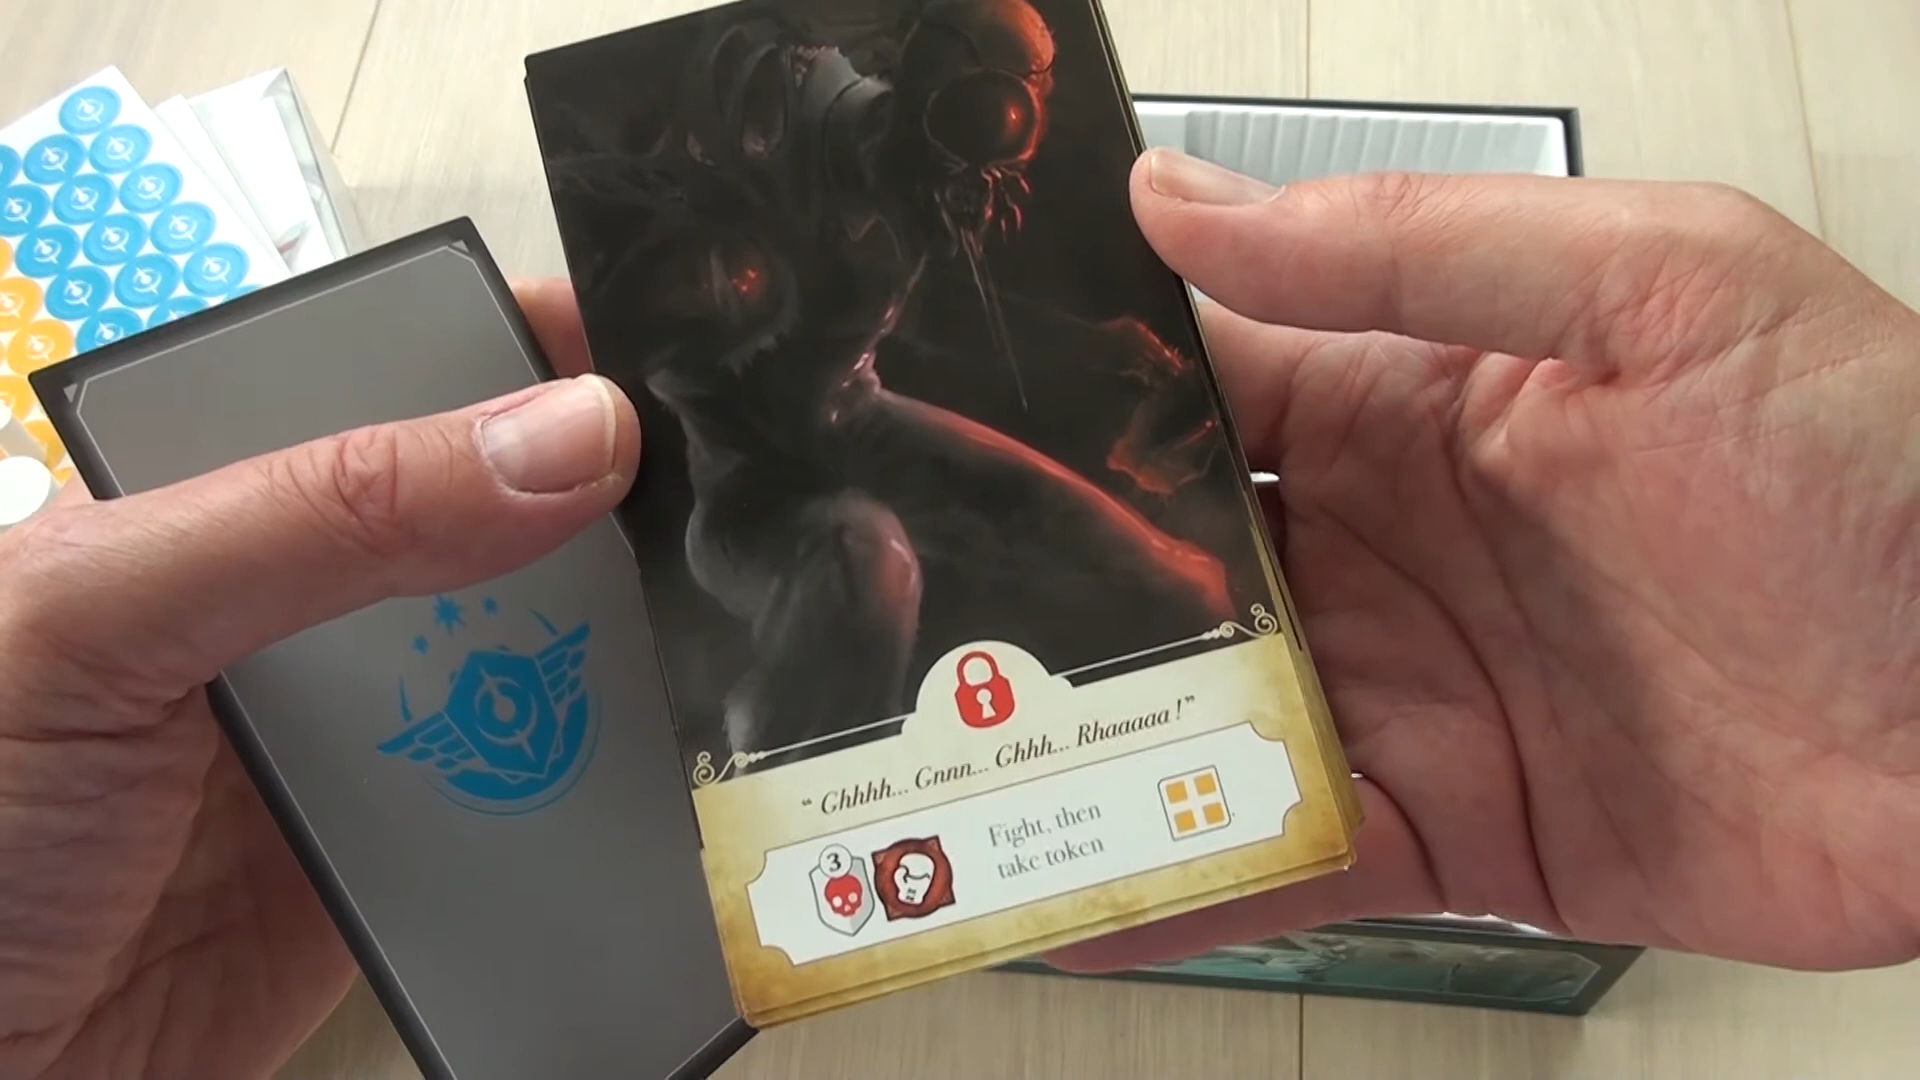 “ Ghhhh... Gnnn... Ghhh... Rhaaaaa ! ”
3
Fight, then
take token